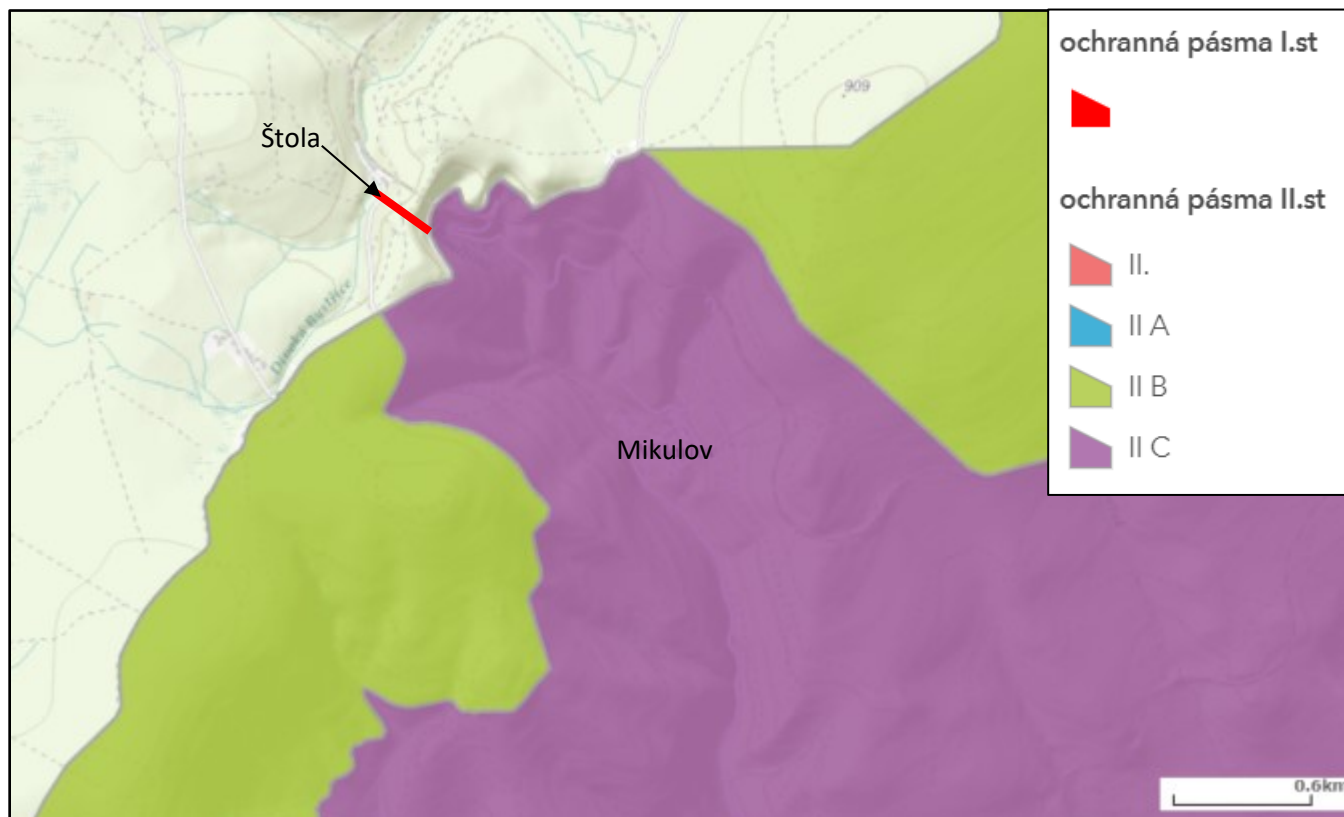 ochranná pásma I.st
909
Štola
ochranná pásma II.st
II.
II A
II B
II C
Mikulov
0.6km